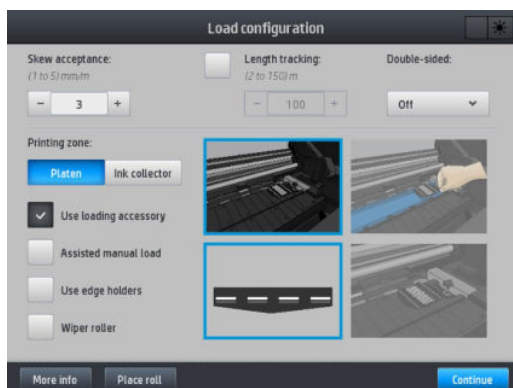 Load configuration
Skew acceptance:
(1 to 5) mm/m
- 3 +
Length tracking:
(2 to 150) m
- 100 +
Double-sided:
Off
Printing zone:
Platen Ink collector
Use loading accessory
Assisted manual load
Use edge holders
Wiper roller
More info Place roll Continue